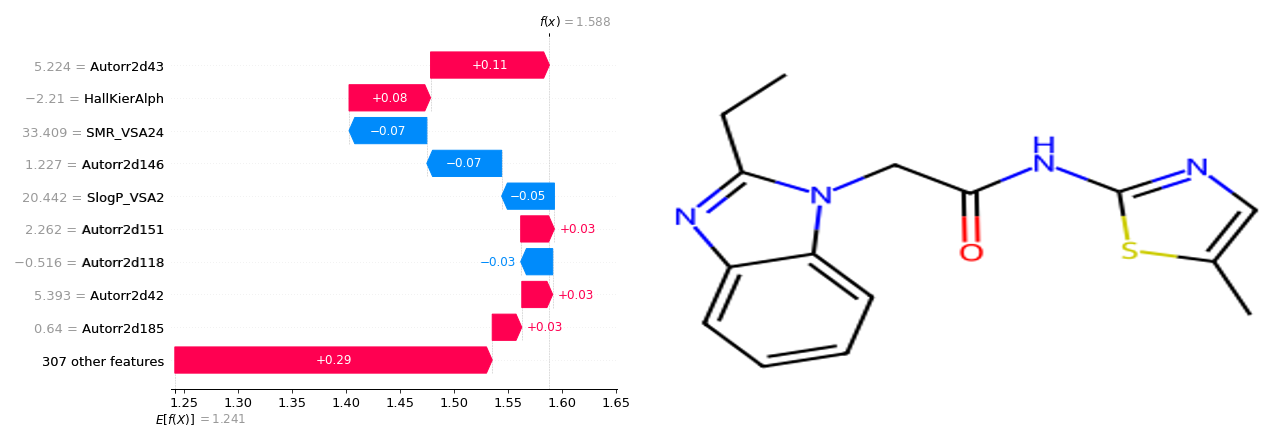 f(x) = 1.588
5.224 = Autorr2d43
+0.11
−2.21 = HallKierAlph
+0.08
33.409 = SMR_VSA24
−0.07
1.227 = Autorr2d146
−0.07
20.442 = SlogP_VSA2
−0.05
2.262 = Autorr2d151
+0.03
−0.516 = Autorr2d118
−0.03
5.393 = Autorr2d42
+0.03
0.64 = Autorr2d185
+0.03
307 other features
+0.29
1.25 1.30 1.35 1.40 1.45 1.50 1.55 1.60 1.65
E[f(X)] = 1.241
H
N
N
N
N
O
S